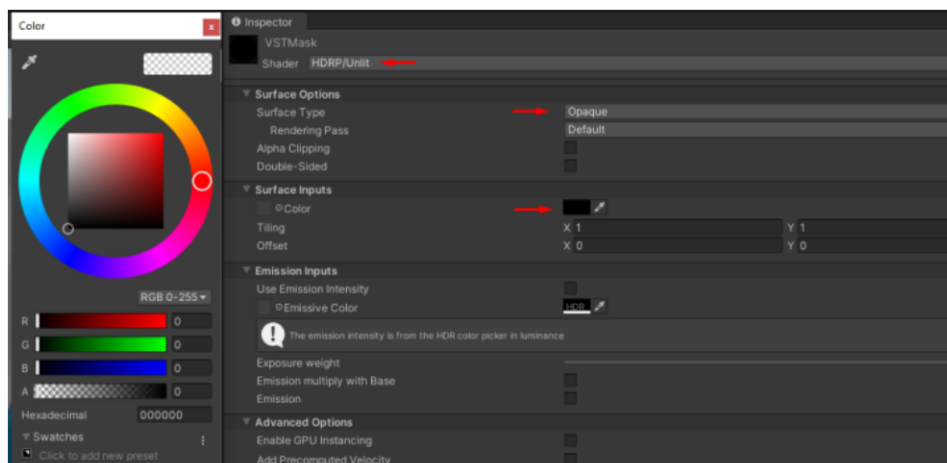 Color
x
RGB 0-255
R 0
G 0
B 0
A 0
Hexadecimal 000000
Swatches
Click to add new preset
Inspector
VSTMask
Shader HDRP/Unlit
Surface Options
Surface Type Opaque
Rendering Pass Default
Alpha Clipping
Double-Sided
Surface Inputs
Color
Tiling X 1 Y 1
Offset X 0 Y 0
Emission Inputs
Use Emission Intensity
Emissive Color HDR
The emission intensity is from the HDR color picker in luminance
Exposure weight
Emission multiply with Base
Emission
Advanced Options
Enable GPU Instancing
Add Precomputed Velocity